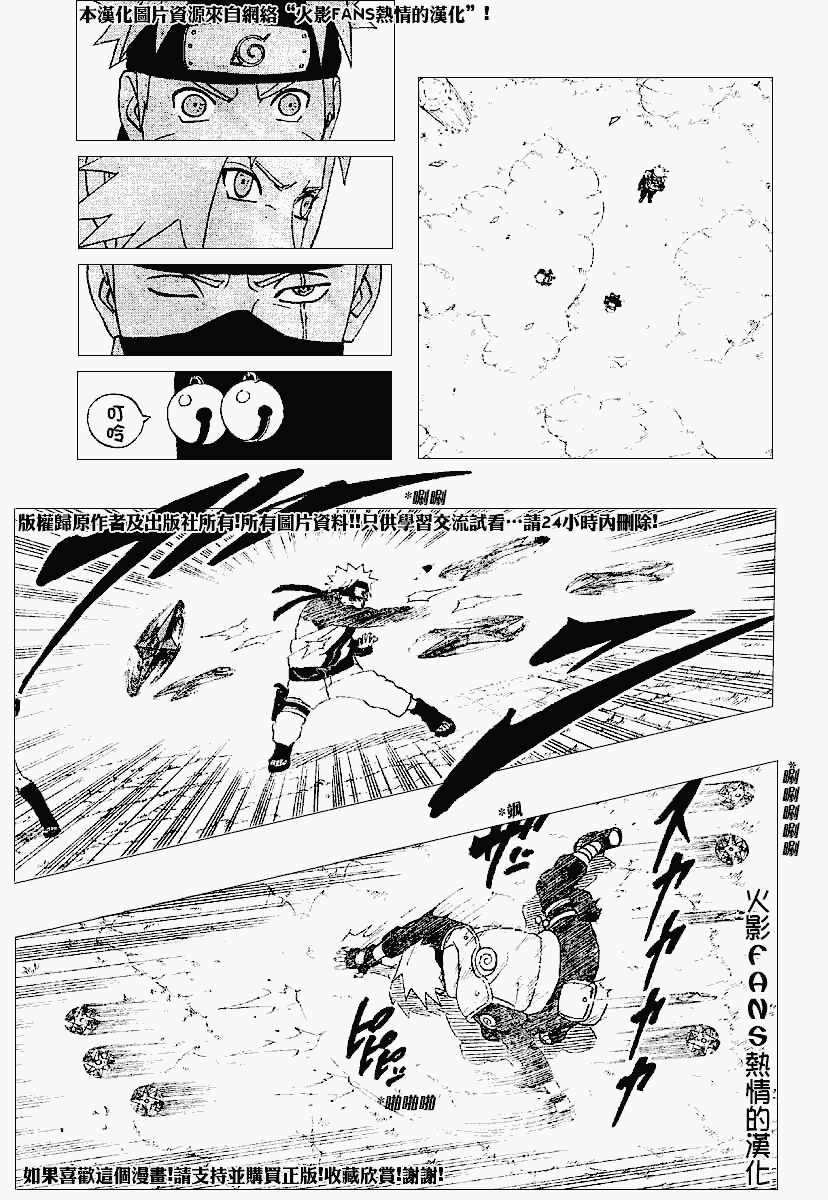 本漢化圖片資源來自網絡“火影FANS熱情的漢化”!
叮
噹
*唰唰
版權歸原作者及出版社所有!所有圖片資料!!只供學習交流試看…請24小時內刪除!
*唰唰唰唰唰
*飒
ザザッ
スカカカカカ
火影FANS熱情的漢化
ピピピッ
*啪啪啪
如果喜歡這個漫畫!請支持並購買正版!收藏欣賞!謝謝!